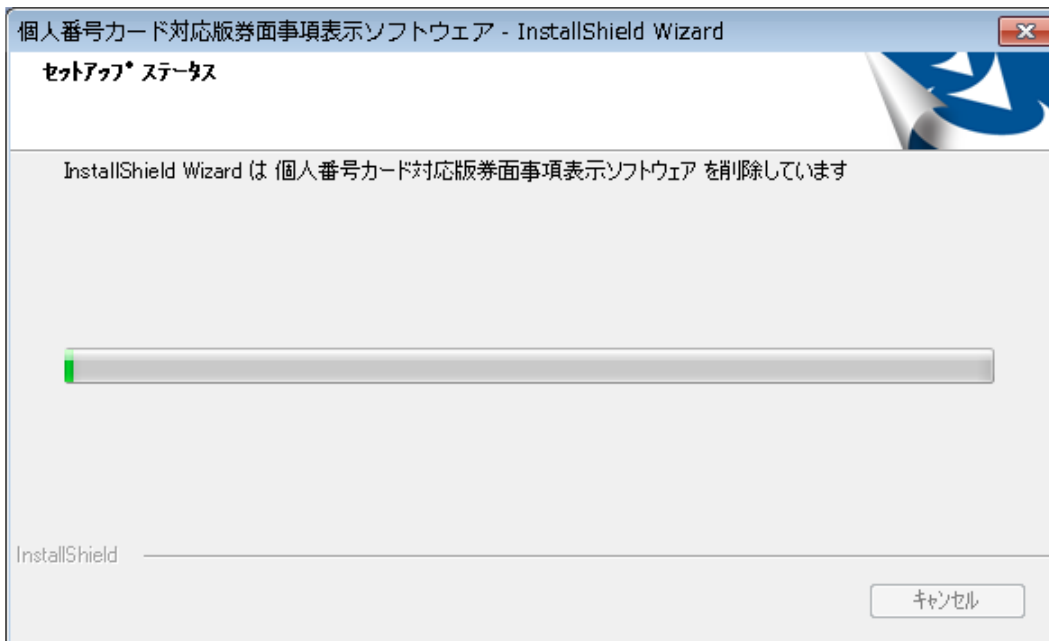 個人番号カード対応版券面事項表示ソフトウェア - InstallShield Wizard
ｾｯﾄｱｯﾌﾟ ｽﾃｰﾀｽ
InstallShield Wizard は 個人番号カード対応版券面事項表示ソフトウェア を削除しています
InstallShield
ｷｬﾝｾﾙ